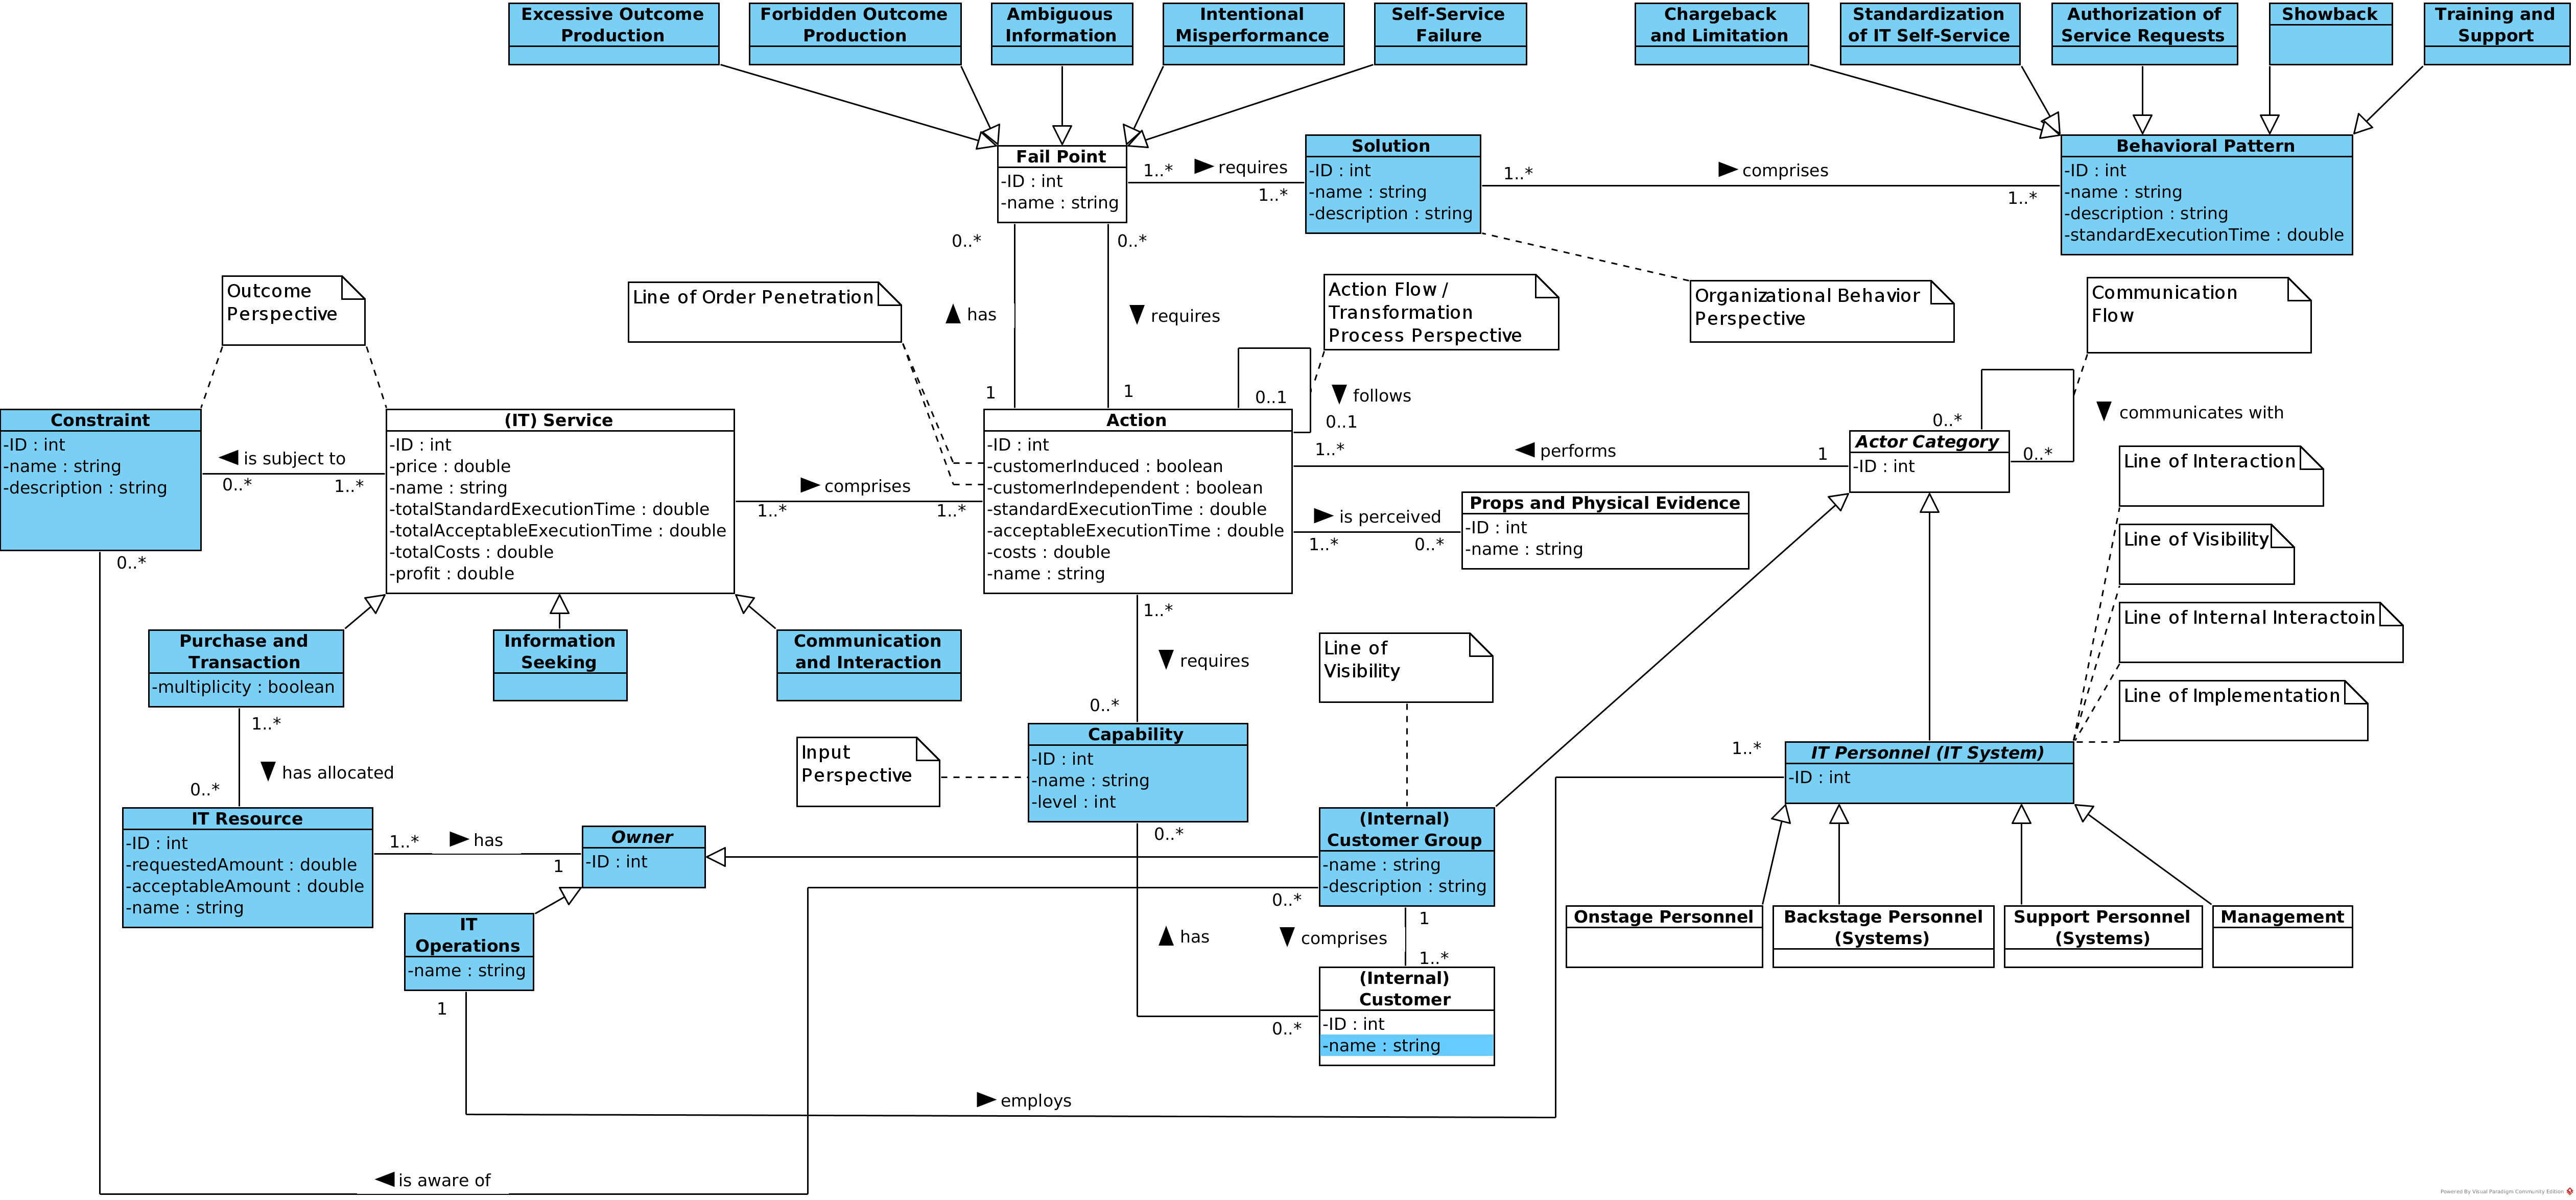 Excessive Outcome
Production
Forbidden Outcome
Production
Ambiguous
Information
Intentional
Misperformance
Self-Service
Failure
Chargeback
and Limitation
Standardization
of IT Self-Service
Authorization of
Service Requests
Showback
Training and
Support
Fail Point
-ID : int
-name : string
1..*
requires
1..*
Solution
-ID : int
-name : string
-description : string
1..*
comprises
1..*
Behavioral Pattern
-ID : int
-name : string
-description : string
-standardExecutionTime : double
0..*
has
1
0..*
requires
1
Outcome
Perspective
Line of Order Penetration
Action Flow /
Transformation
Process Perspective
Organizational Behavior
Perspective
Communication
Flow
0..1
follows
0..1
Constraint
-ID : int
-name : string
-description : string
is subject to
0..*
1..*
(IT) Service
-ID : int
-price : double
-name : string
-totalStandardExecutionTime : double
-totalAcceptableExecutionTime : double
-totalCosts : double
-profit : double
comprises
1..*
1..*
Action
-ID : int
-customerInduced : boolean
-customerIndependent : boolean
-standardExecutionTime : double
-acceptableExecutionTime : double
-costs : double
-name : string
1..*
performs
1
Actor Category
-ID : int
0..*
0..*
communicates with
is perceived
1..*
0..*
Props and Physical Evidence
-ID : int
-name : string
Line of Interaction
Line of Visibility
Line of Internal Interactoin
Line of Implementation
0..*
Purchase and
Transaction
-multiplicity : boolean
Information
Seeking
Communication
and Interaction
1..*
requires
0..*
Line of
Visibility
1..*
has allocated
0..*
Input
Perspective
Capability
-ID : int
-name : string
-level : int
0..*
1..*
IT Personnel (IT System)
-ID : int
IT Resource
-ID : int
-requestedAmount : double
-acceptableAmount : double
-name : string
1..*
has
1
Owner
-ID : int
(Internal)
Customer Group
-name : string
-description : string
0..*
1
comprises
1..*
has
IT
Operations
-name : string
1
Onstage Personnel
Backstage Personnel
(Systems)
Support Personnel
(Systems)
Management
(Internal)
Customer
-ID : int
-name : string
0..*
employs
is aware of
Powered By Visual Paradigm Community Edition